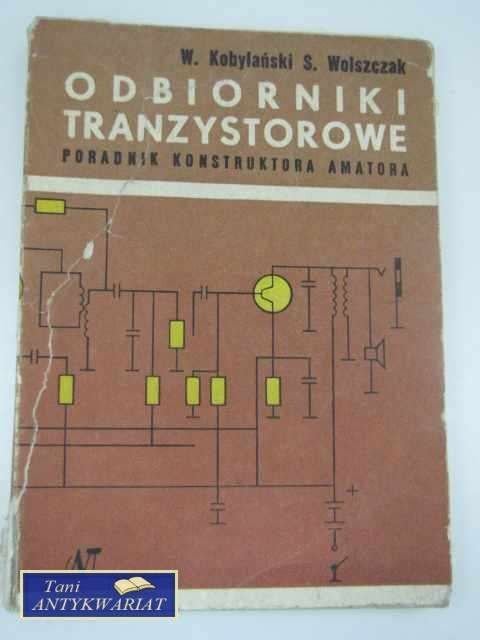 W. Kobylański S. Wolszczak
ODBIORNIKI
TRANZYSTOROWE
PORADNIK KONSTRUKTORA AMATORA
+
Tani
ANTYKWARIAT